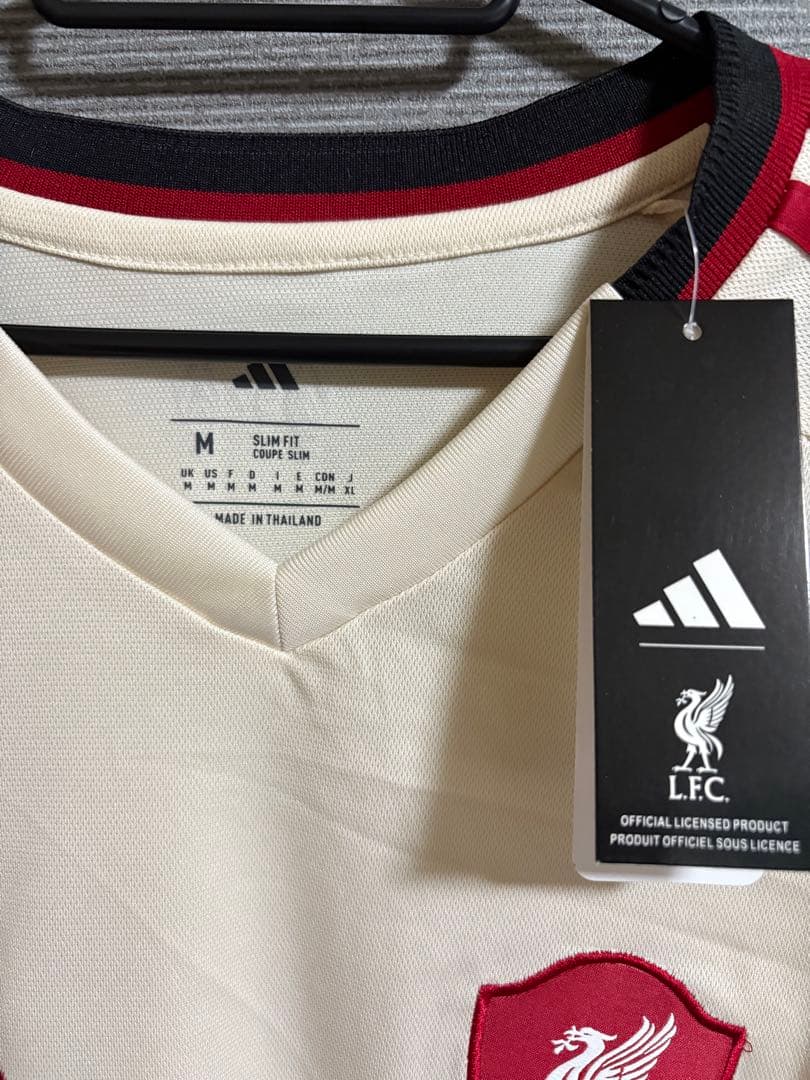 M
SLIM FIT
COUPE SLIM
UK US F D I E CDN J
M M M M M M M/M XL
MADE IN THAILAND
L.F.C.
OFFICIAL LICENSED PRODUCT
PRODUIT OFFICIEL SOUS LICENCE